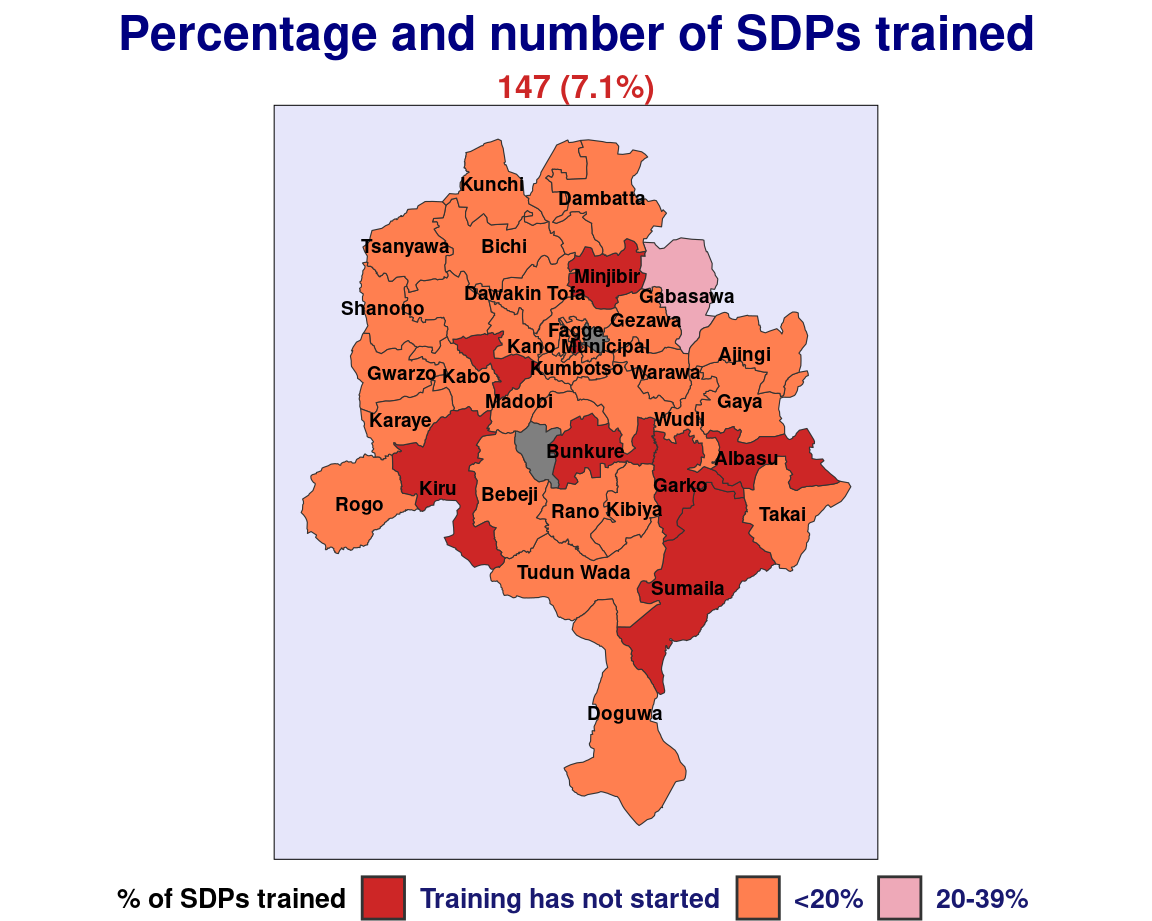 Percentage and number of SDPs trained
147 (7.1%)
Kunchi
Dambatta
Tsanyawa
Bichi
Minjibir
Dawakin Tofa
Gabasawa
Shanono
Gezawa
Fagge
Kano Municipal
Ajingi
Kumbotso
Gwarzo
Kabo
Warawa
Madobi
Gaya
Karaye
Wudil
Bunkure
Albasu
Kiru
Garko
Bebeji
Rogo
Rano
Kibiya
Takai
Tudun Wada
Sumaila
Doguwa
% of SDPs trained
Training has not started
<20%
20-39%